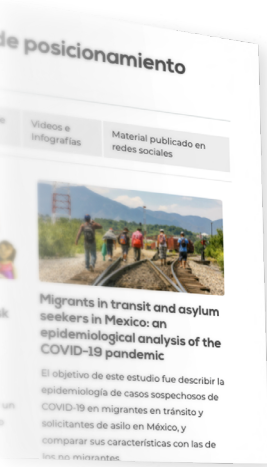 de posicionamiento
Videos e
Infografías
Material publicado en
redes sociales
Migrants in transit and asylum
seekers in Mexico: an
epidemiological analysis of the
COVID-19 pandemic
El objetivo de este estudio fue describir la
epidemiología de casos sospechosos de
COVID-19 en migrantes en tránsito y
solicitantes de asilo en México, y
comparar sus características con las de
los no migrantes.
un